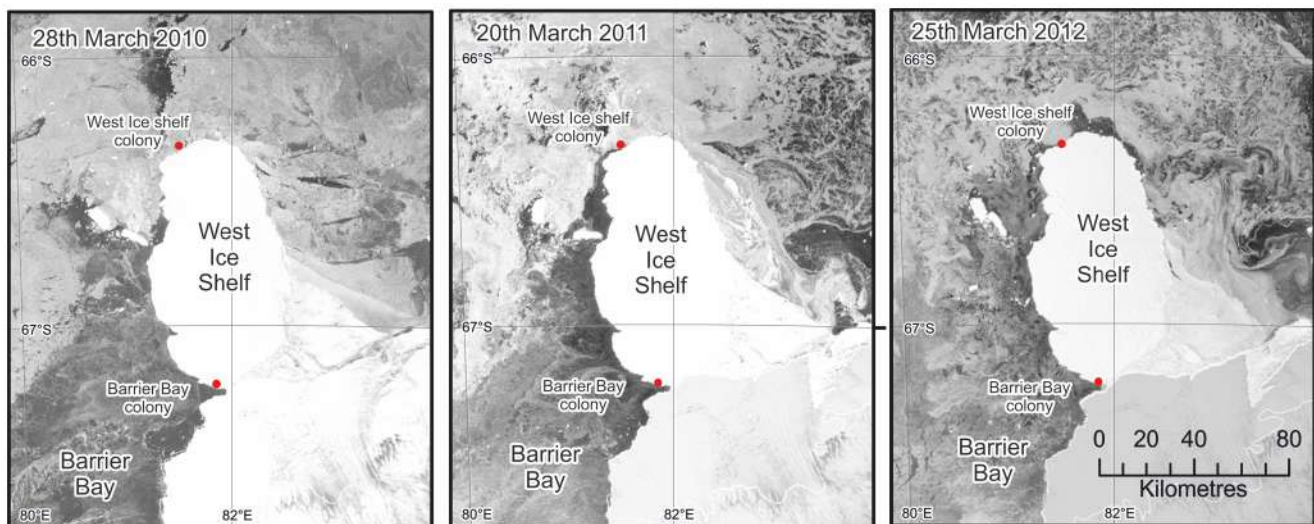 28th March 2010
66°S
West Ice shelf
colony
West
Ice
Shelf
67°S
Barrier Bay
colony
Barrier
Bay
80°E
82°E
20th March 2011
66°S
West Ice shelf
colony
West
Ice
Shelf
67°S
Barrier Bay
colony
Barrier
Bay
80°E
82°E
25th March 2012
66°S
West Ice shelf
colony
West
Ice
Shelf
67°S
Barrier Bay
colony
Barrier
Bay
0 20 40 80
Kilometres
80°E
82°E